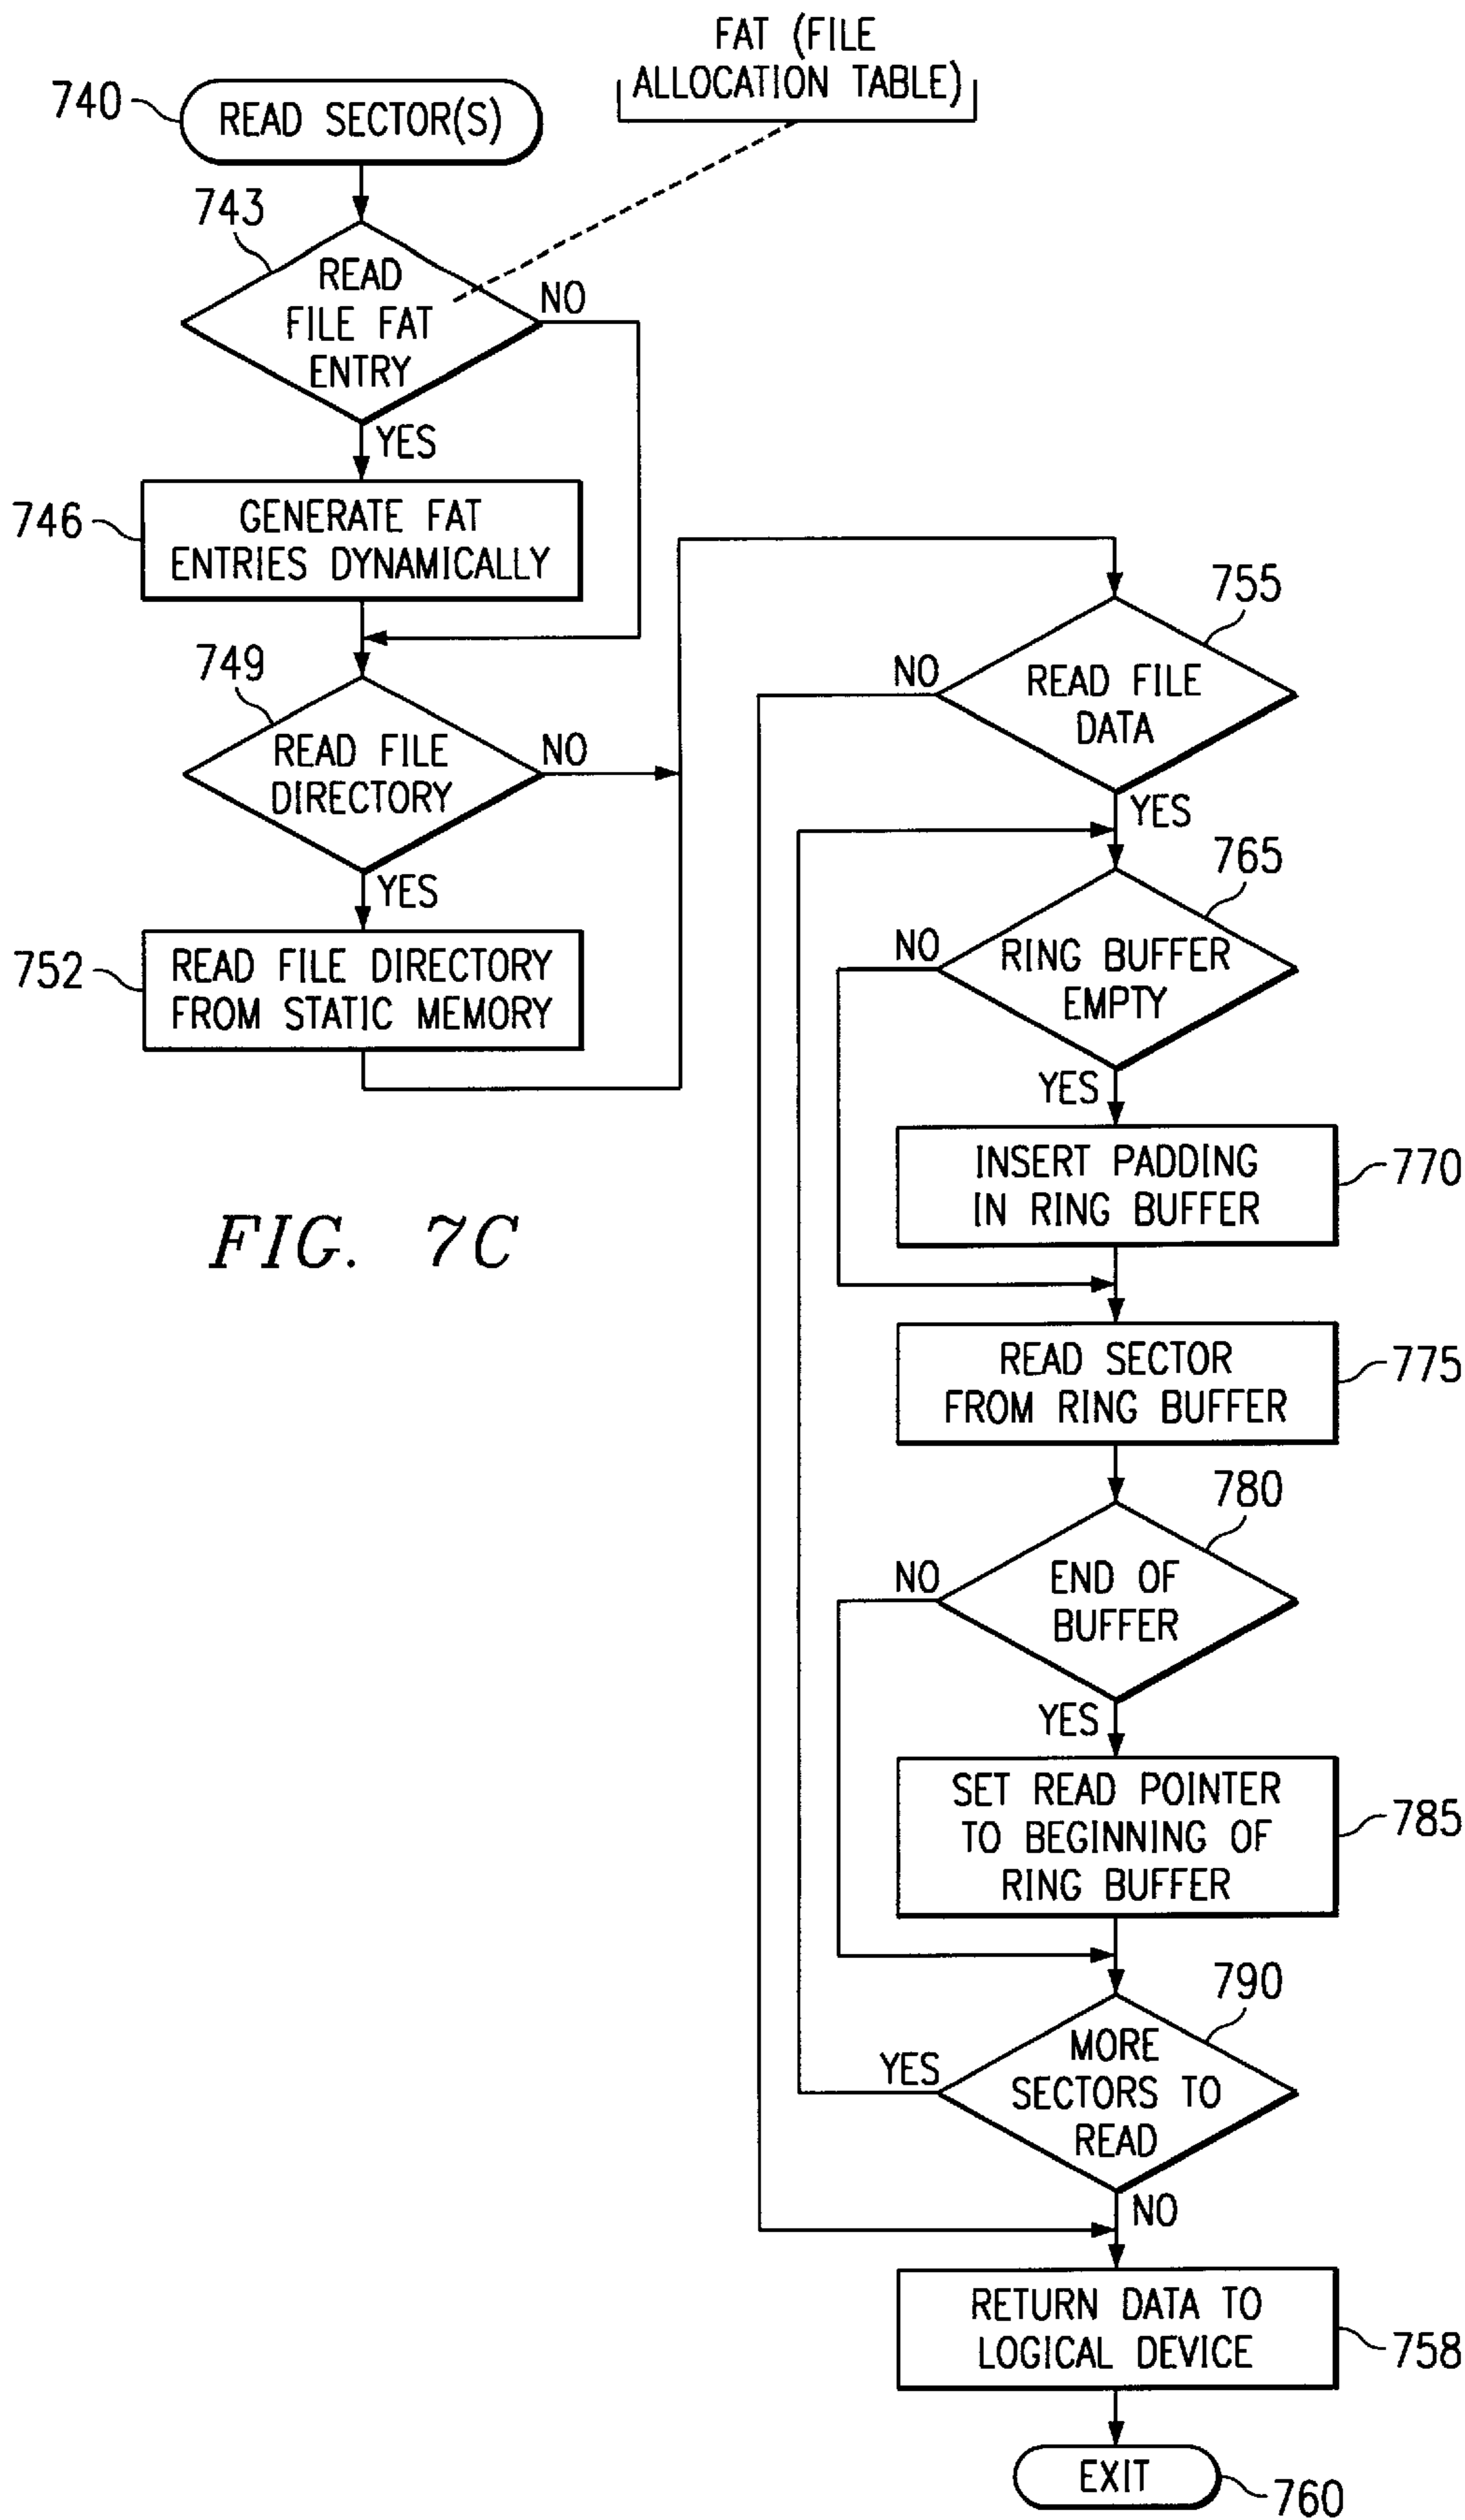 FAT (FILE
ALLOCATION TABLE)
740
READ SECTOR(S)
743
READ
FILE FAT
ENTRY
NO
YES
746
GENERATE FAT
ENTRIES DYNAMICALLY
749
READ FILE
DIRECTORY
NO
YES
752
READ FILE DIRECTORY
FROM STATIC MEMORY
FIG. 7C
755
READ FILE
DATA
NO
YES
765
RING BUFFER
EMPTY
NO
YES
INSERT PADDING
IN RING BUFFER
770
READ SECTOR
FROM RING BUFFER
775
780
END OF
BUFFER
NO
YES
SET READ POINTER
TO BEGINNING OF
RING BUFFER
785
790
MORE
SECTORS TO
READ
YES
NO
RETURN DATA TO
LOGICAL DEVICE
758
EXIT
760